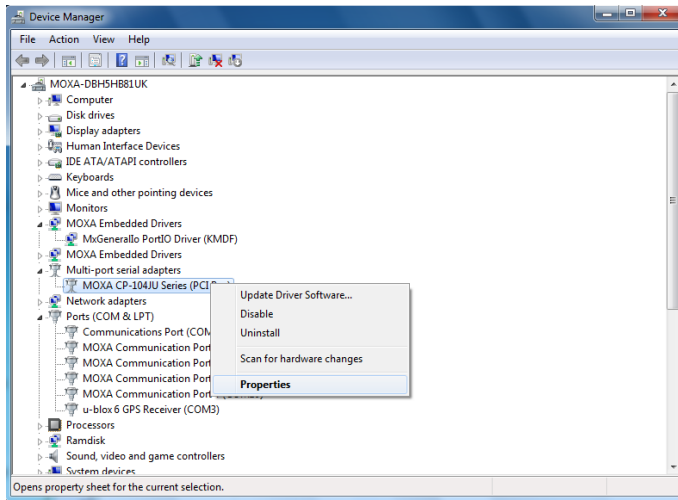 Device Manager
File Action View Help
MOXA-DBH5HB81UK
Computer
Disk drives
Display adapters
Human Interface Devices
IDE ATA/ATAPI controllers
Keyboards
Mice and other pointing devices
Monitors
MOXA Embedded Drivers
MxGeneralIo PortIO Driver (KMDF)
MOXA Embedded Drivers
Multi-port serial adapters
MOXA CP-104JU Series (PCI
Update Driver Software...
Disable
Uninstall
Scan for hardware changes
Properties
Network adapters
Ports (COM & LPT)
Communications Port (COM
MOXA Communication Port
MOXA Communication Port
MOXA Communication Port
MOXA Communication Port
u-blox 6 GPS Receiver (COM3)
Processors
Ramdisk
Sound, video and game controllers
System devices
Opens property sheet for the current selection.